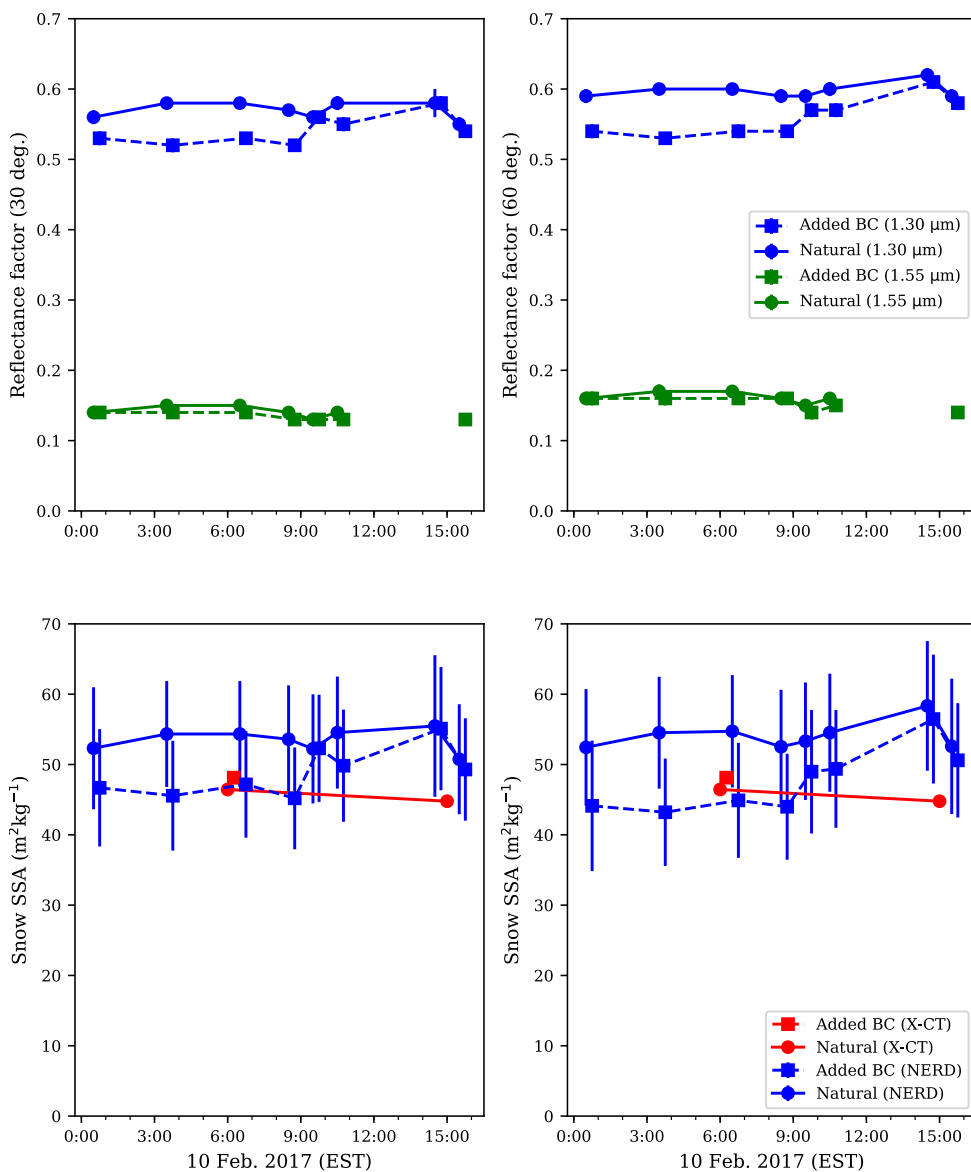 0.7
0.6
0.5
0.4
0.3
0.2
0.1
0.0
Reflectance factor (30 deg.)
0:00 3:00 6:00 9:00 12:00 15:00
0.7
0.6
0.5
0.4
0.3
0.2
0.1
0.0
Reflectance factor (60 deg.)
Added BC (1.30 μm)
Natural (1.30 μm)
Added BC (1.55 μm)
Natural (1.55 μm)
0:00 3:00 6:00 9:00 12:00 15:00
70
60
50
40
30
20
10
0
Snow SSA (m²kg⁻¹)
0:00 3:00 6:00 9:00 12:00 15:00
10 Feb. 2017 (EST)
70
60
50
40
30
20
10
0
Snow SSA (m²kg⁻¹)
Added BC (X-CT)
Natural (X-CT)
Added BC (NERD)
Natural (NERD)
0:00 3:00 6:00 9:00 12:00 15:00
10 Feb. 2017 (EST)